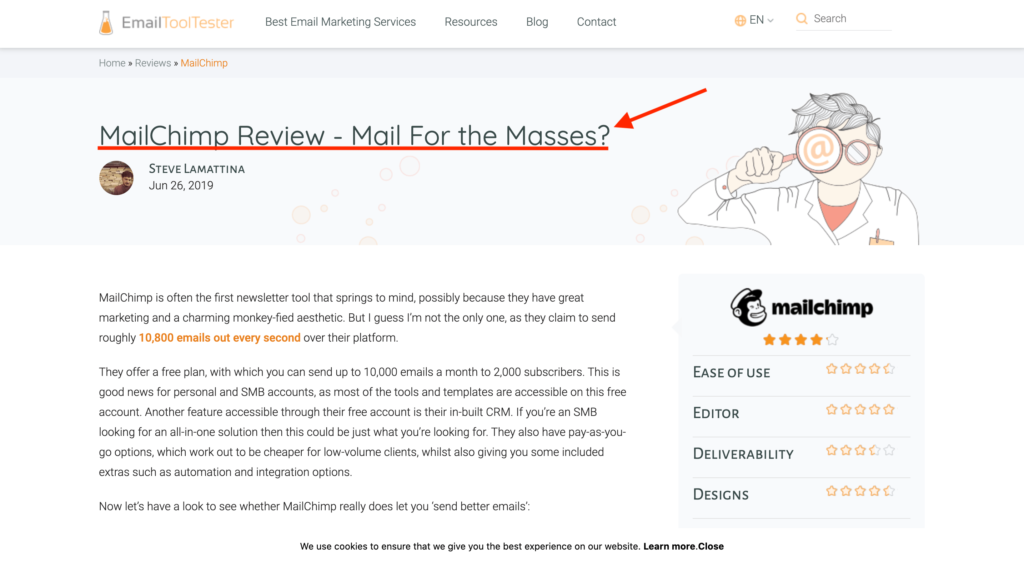 EmailToolTester
Best Email Marketing Services
Resources
Blog
Contact
EN
Search
Home » Reviews » MailChimp
MailChimp Review - Mail For the Masses?
@
Steve Lamattina
Jun 26, 2019
MailChimp is often the first newsletter tool that springs to mind, possibly because they have great
marketing and a charming monkey-fied aesthetic. But I guess I’m not the only one, as they claim to send
roughly 10,800 emails out every second over their platform.
They offer a free plan, with which you can send up to 10,000 emails a month to 2,000 subscribers. This is
good news for personal and SMB accounts, as most of the tools and templates are accessible on this free
account. Another feature accessible through their free account is their in-built CRM. If you’re an SMB
looking for an all-in-one solution then this could be just what you’re looking for. They also have pay-as-you-
go options, which work out to be cheaper for low-volume clients, whilst also giving you some included
extras such as automation and integration options.
Now let’s have a look to see whether MailChimp really does let you ‘send better emails’:
mailchimp
Ease of use
Editor
Deliverability
Designs
We use cookies to ensure that we give you the best experience on our website. Learn more.Close